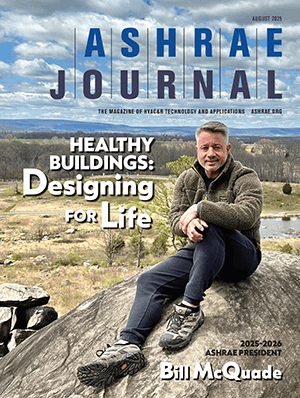 AUGUST 2025
ASHRAE
JOURNAL
THE MAGAZINE OF HVAC&R TECHNOLOGY AND APPLICATIONS ASHRAE.ORG
HEALTHY
BUILDINGS:
Designing
FOR Life
2025-2026
ASHRAE PRESIDENT
Bill McQuade